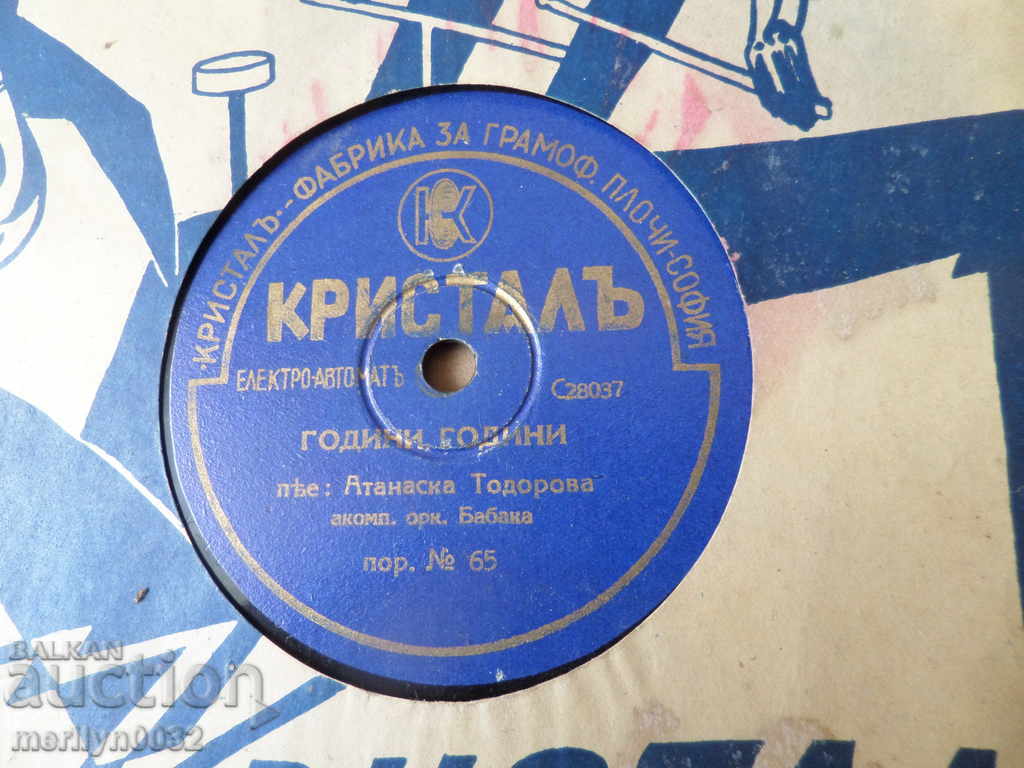 "КРИСТАЛЪ"-ФАБРИКА ЗА ГРАМОФ. ПЛОЧИ-СОФИЯ
К
КРИСТАЛЪ
ЕЛЕКТРО-АВТОМАТЪ
С28037
ГОДИНИ, ГОДИНИ
пѣе: Атанаска Тодорова
акомп. орк. Бабака
пор. № 65
BALKAN
auction
merilyn0032